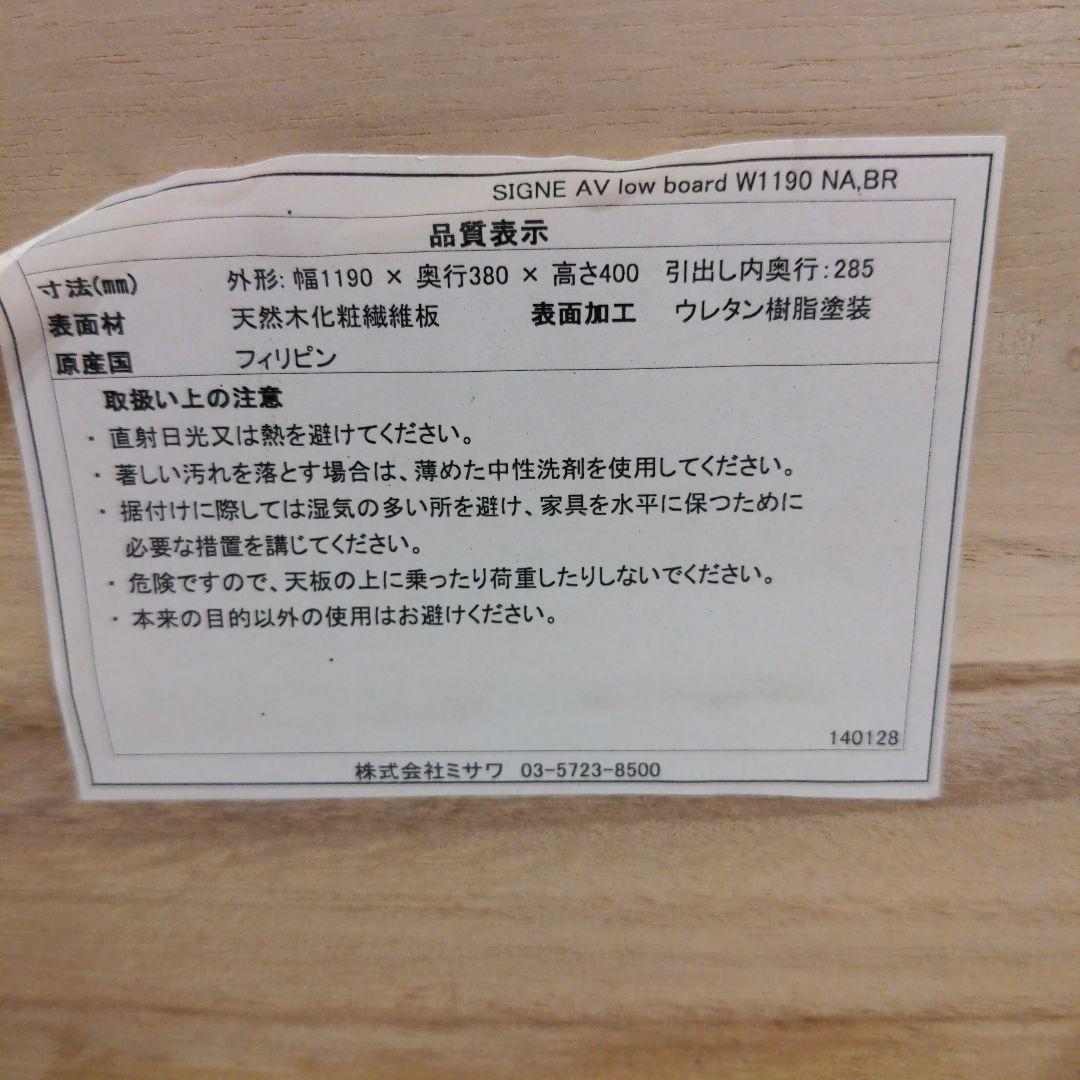 SIGNE AV low board W1190 NA,BR
品質表示
寸法(㎜) 外形: 幅1190 × 奥行380 × 高さ400 引出し内奥行:285
表面材 天然木化粧繊維板 表面加工 ウレタン樹脂塗装
原産国 フィリピン
取扱い上の注意
・直射日光又は熱を避けてください。
・著しい汚れを落とす場合は、薄めた中性洗剤を使用してください。
・据付けに際しては湿気の多い所を避け、家具を水平に保つために
必要な措置を講じてください。
・危険ですので、天板の上に乗ったり荷重したりしないでください。
・本来の目的以外の使用はお避けください。
140128
株式会社ミサワ 03-5723-8500